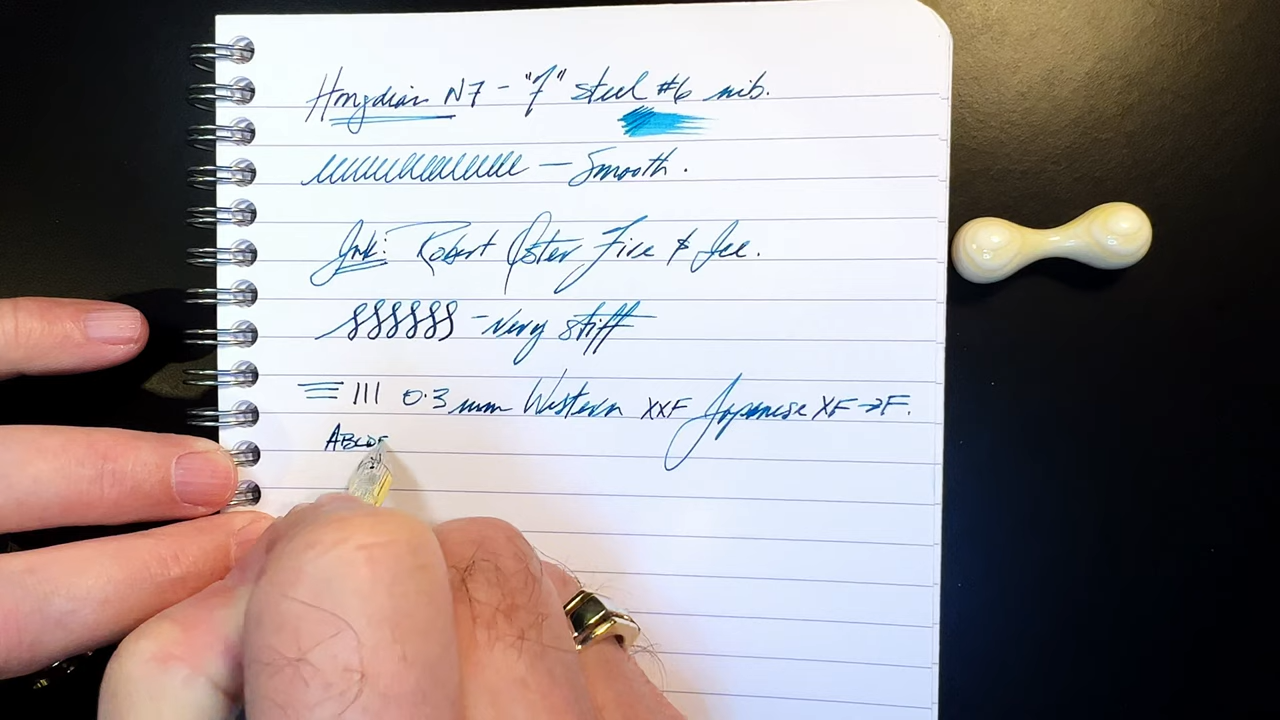 Hongdian N7 - "f" steel #6 nib.
— Smooth.
Ink: Robert Oster Fire & Ice.
- Very stiff
0.3 mm Western XXF Japanese XF → F.
ABCDE